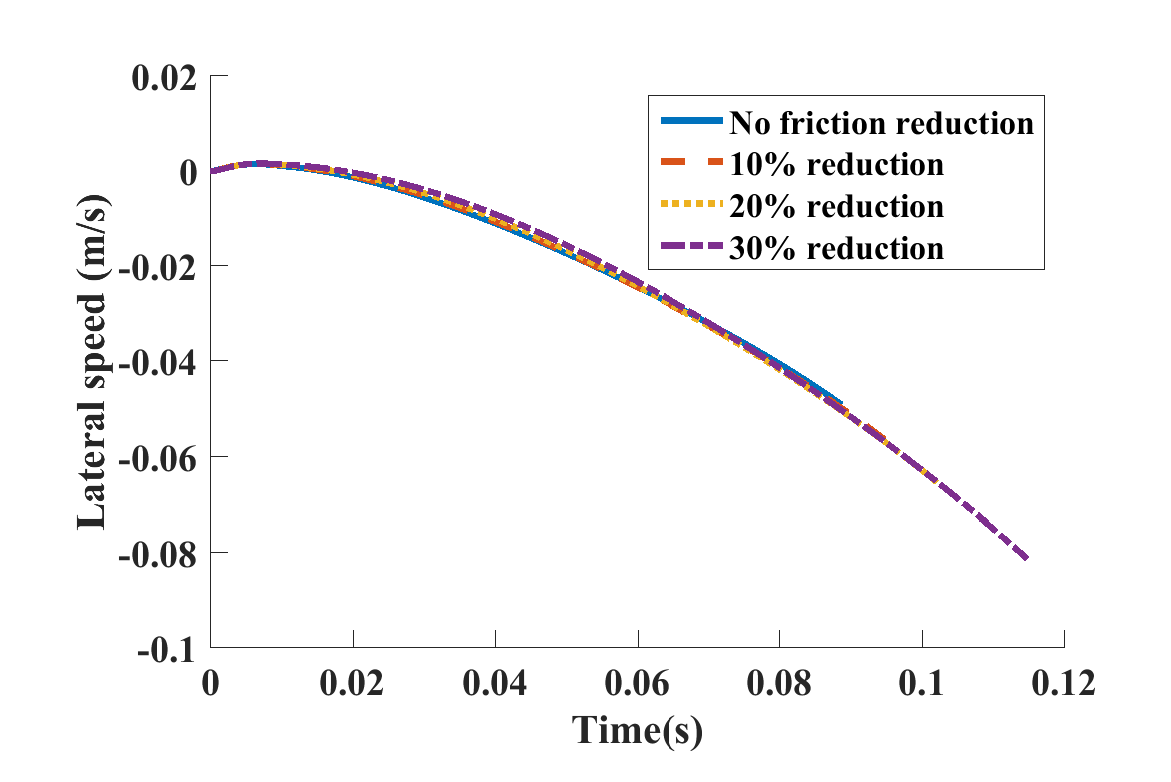 0.02
0
-0.02
-0.04
-0.06
-0.08
-0.1
Lateral speed (m/s)
No friction reduction
10% reduction
20% reduction
30% reduction
0 0.02 0.04 0.06 0.08 0.1 0.12
Time(s)